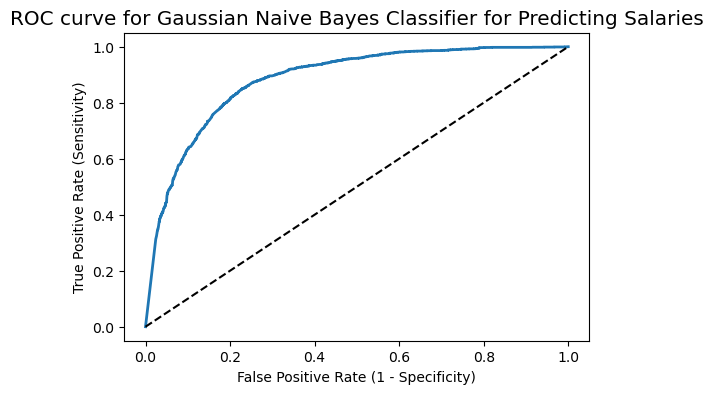 ROC curve for Gaussian Naive Bayes Classifier for Predicting Salaries
1.0
0.8
0.6
0.4
0.2
0.0
True Positive Rate (Sensitivity)
0.0 0.2 0.4 0.6 0.8 1.0
False Positive Rate (1 - Specificity)